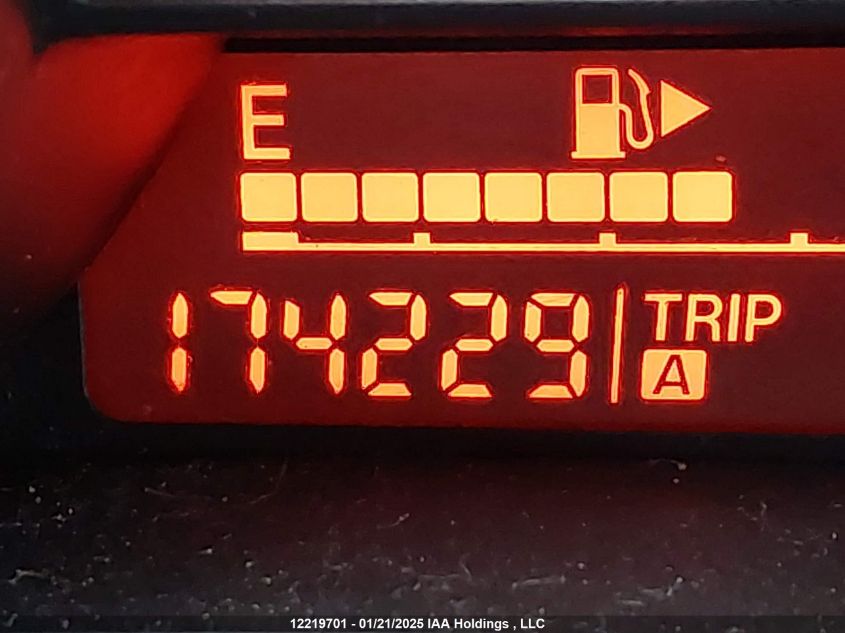 E
174229 TRIP
A
12219701 - 01/21/2025 IAA Holdings , LLC